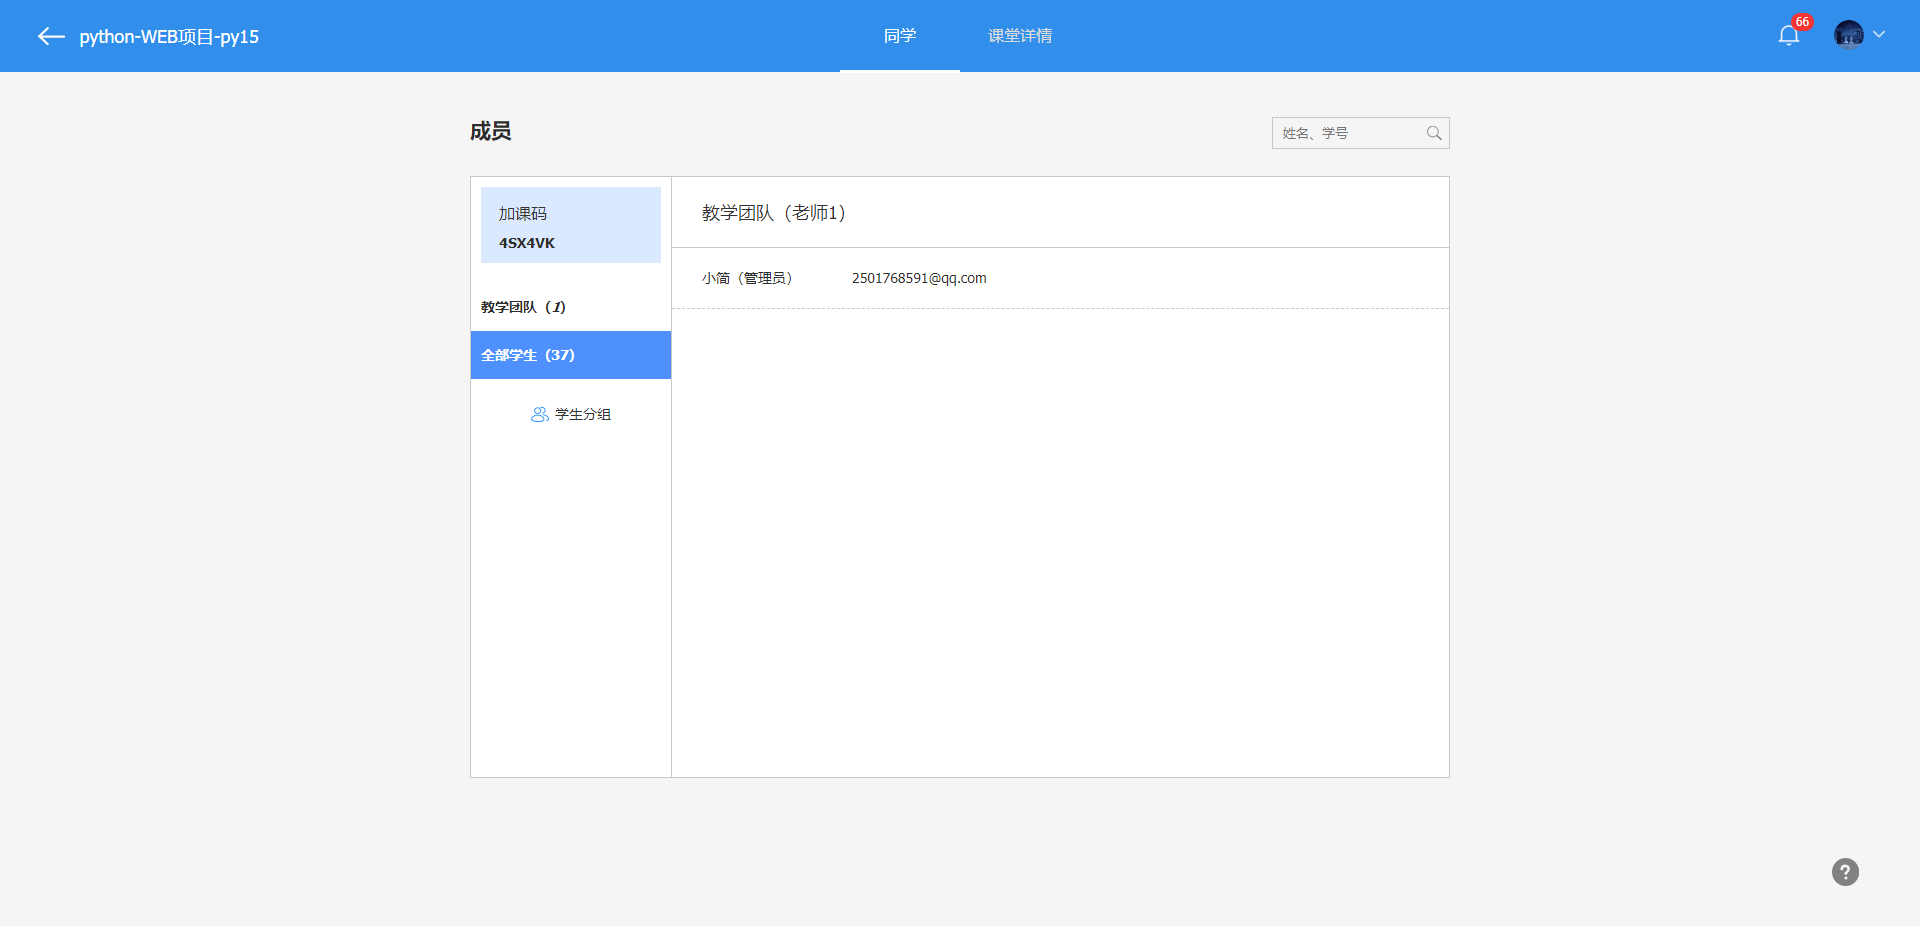 python-WEB项目-py15
同学
课堂详情
66
成员
姓名、学号
加课码
4SX4VK
教学团队（1）
全部学生（37）
学生分组
教学团队（老师1）
小简（管理员）
2501768591@qq.com
?